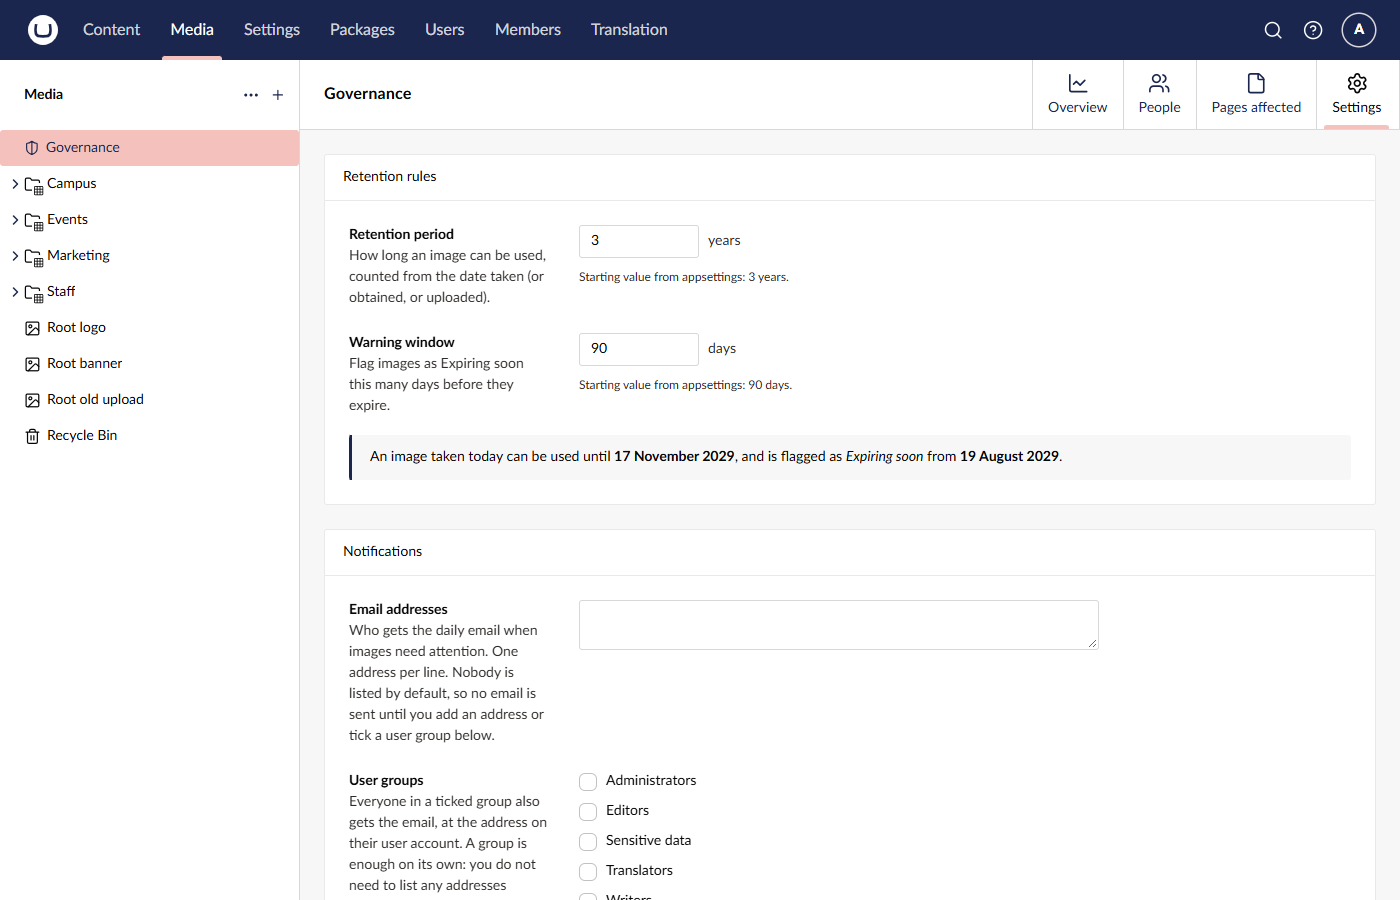 Content
Media
Settings
Packages
Users
Members
Translation
A
Media
Governance
Campus
Events
Marketing
Staff
Root logo
Root banner
Root old upload
Recycle Bin
Governance
Overview
People
Pages affected
Settings
Retention rules
Retention period
How long an image can be used,
counted from the date taken (or
obtained, or uploaded).
3
years
Starting value from appsettings: 3 years.
Warning window
Flag images as Expiring soon
this many days before they
expire.
90
days
Starting value from appsettings: 90 days.
An image taken today can be used until 17 November 2029, and is flagged as Expiring soon from 19 August 2029.
Notifications
Email addresses
Who gets the daily email when
images need attention. One
address per line. Nobody is
listed by default, so no email is
sent until you add an address or
tick a user group below.
User groups
Everyone in a ticked group also
gets the email, at the address on
their user account. A group is
enough on its own: you do not
need to list any addresses
Administrators
Editors
Sensitive data
Translators
Writers